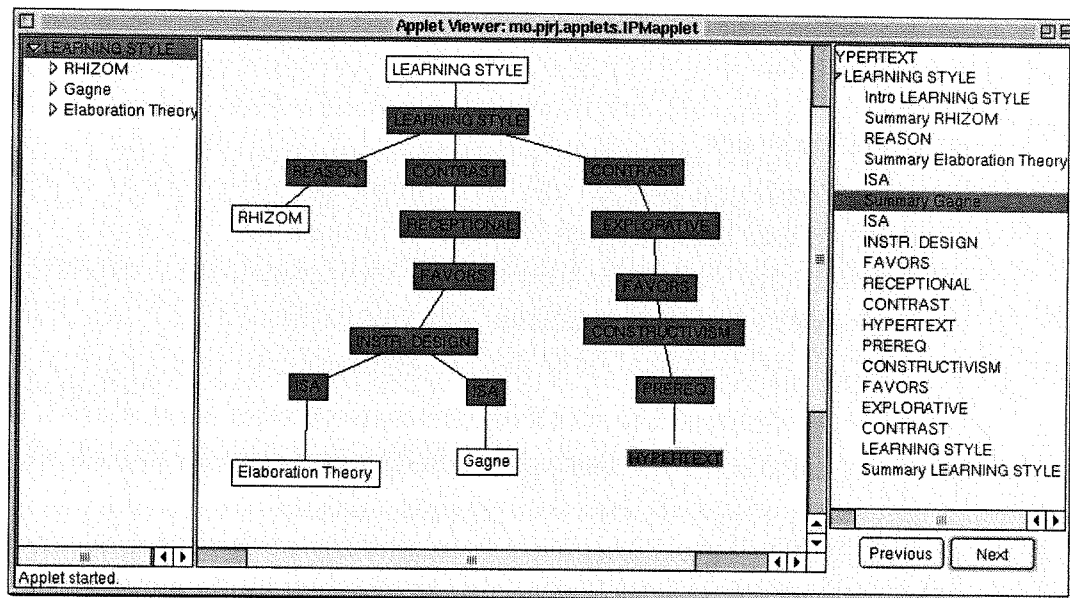 Applet Viewer: mo.pjrj.applets.IPMapplet
LEARNING STYLE
RHIZOM
Gagne
Elaboration Theory
LEARNING STYLE
LEARNING STYLE
REASON
CONTRAST
CONTRAST
RHIZOM
RECEPTIONAL
EXPLORATIVE
FAVORS
FAVORS
INSTR. DESIGN
CONSTRUCTIVISM
ISA
ISA
PREREQ
Elaboration Theory
Gagne
HYPERTEXT
YPERTEXT
LEARNING STYLE
Intro LEARNING STYLE
Summary RHIZOM
REASON
Summary Elaboration Theory
ISA
Summary Gagne
ISA
INSTR. DESIGN
FAVORS
RECEPTIONAL
CONTRAST
HYPERTEXT
PREREQ
CONSTRUCTIVISM
FAVORS
EXPLORATIVE
CONTRAST
LEARNING STYLE
Summary LEARNING STYLE
Previous
Next
Applet started.